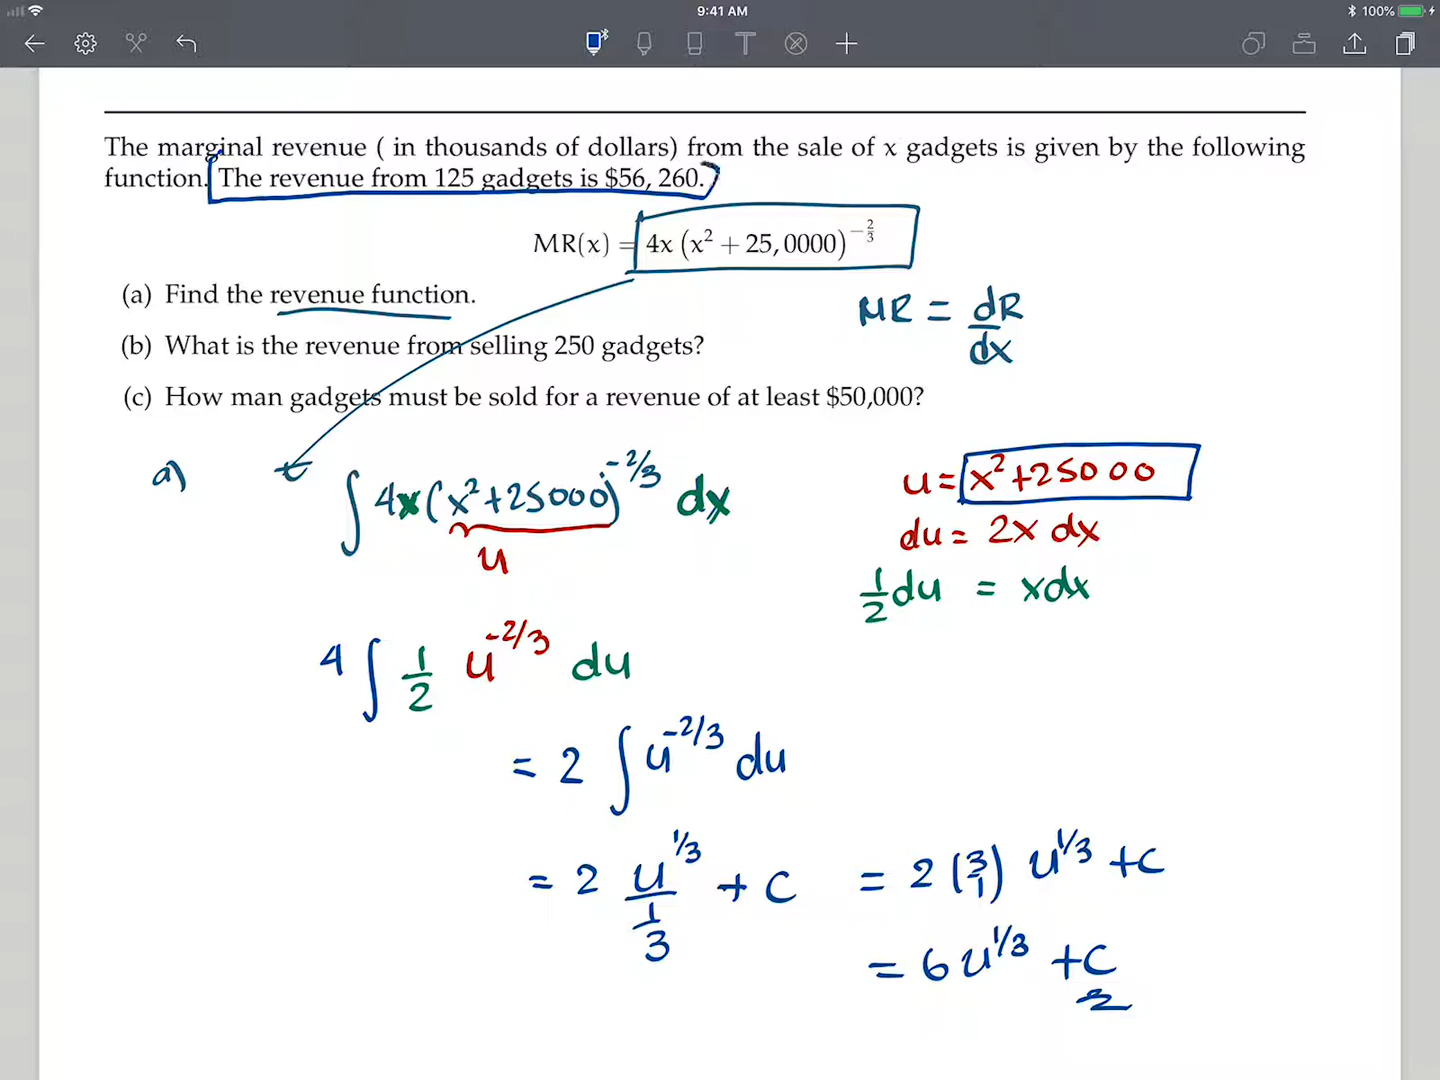 9:41 AM
100%
The marginal revenue ( in thousands of dollars) from the sale of x gadgets is given by the following
function. The revenue from 125 gadgets is $56, 260.
MR(x) = 4x (x² + 25,0000)^{-2/3}
(a) Find the revenue function.
MR = dR/dx
(b) What is the revenue from selling 250 gadgets?
(c) How man gadgets must be sold for a revenue of at least $50,000?
a) ∫ 4x (x²+25000)^{-2/3} dx
u = x²+25000
u
du = 2x dx
1/2 du = xdx
4 ∫ 1/2 u^{-2/3} du
= 2 ∫ u^{-2/3} du
= 2 u^{1/3}/(1/3) + C = 2 (3/1) u^{1/3} + C
= 6u^{1/3} + C